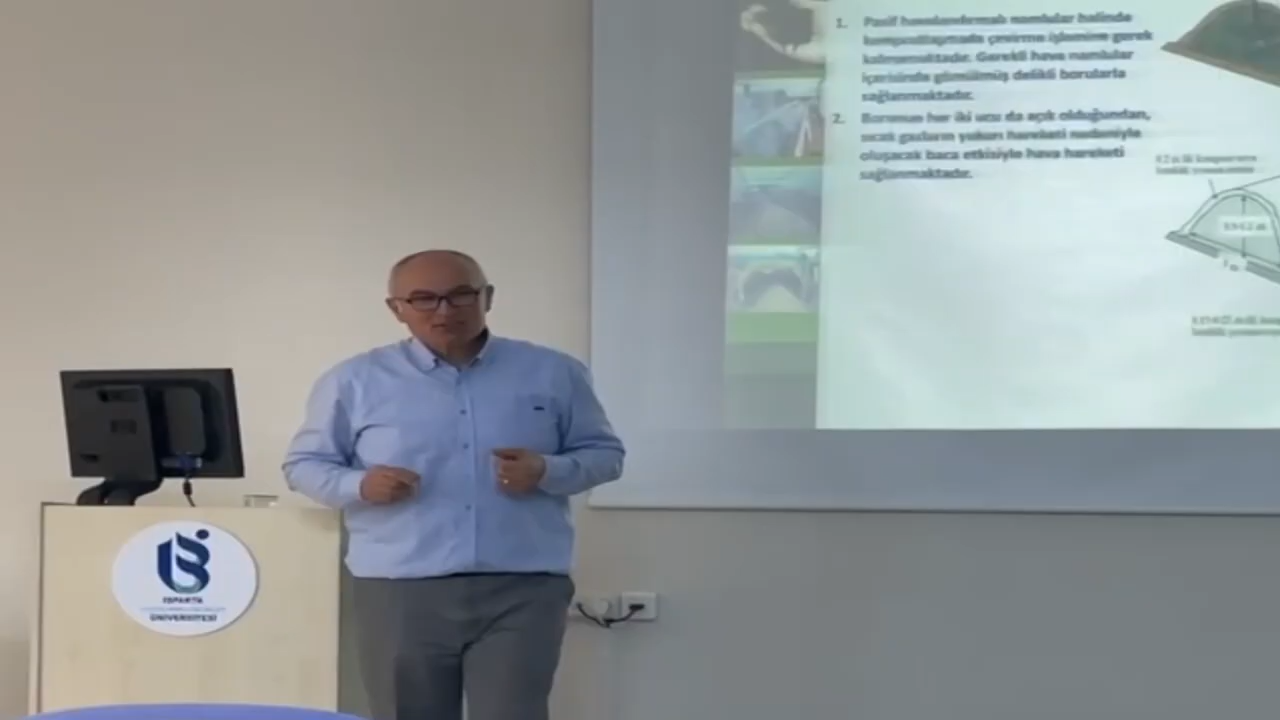 1. Pasif havalandırmalı namlular halinde
kompostlaştırmada çevirme işlemine gerek
kalmamaktadır. Gerekli hava namlular
içerisinde gömülmüş delikli borularla
sağlanmaktadır.
2. Borunun her iki ucu da açık olduğundan,
sıcak gazların yukarı hareketi nedeniyle
oluşacak baca etkisiyle hava hareketi
sağlanmaktadır.
ISPARTA
ÜNİVERSİTESİ